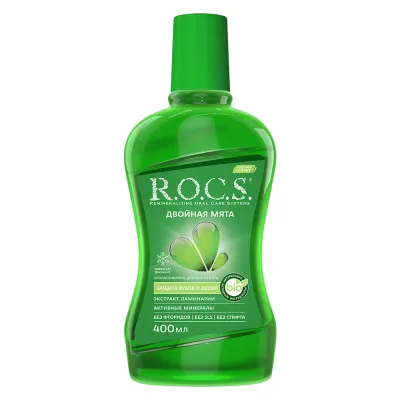 R.O.C.S.
REMINERALIZING ORAL CARE SYSTEMS
ДВОЙНАЯ МЯТА
ЗАЩИТА ЗУБОВ И ДЕСЕН
bio
ЭКСТРАКТ ЛАМИНАРИИ
АКТИВНЫЕ МИНЕРАЛЫ
БЕЗ ФТОРИДОВ | БЕЗ SLS | БЕЗ СПИРТА
400 МЛ